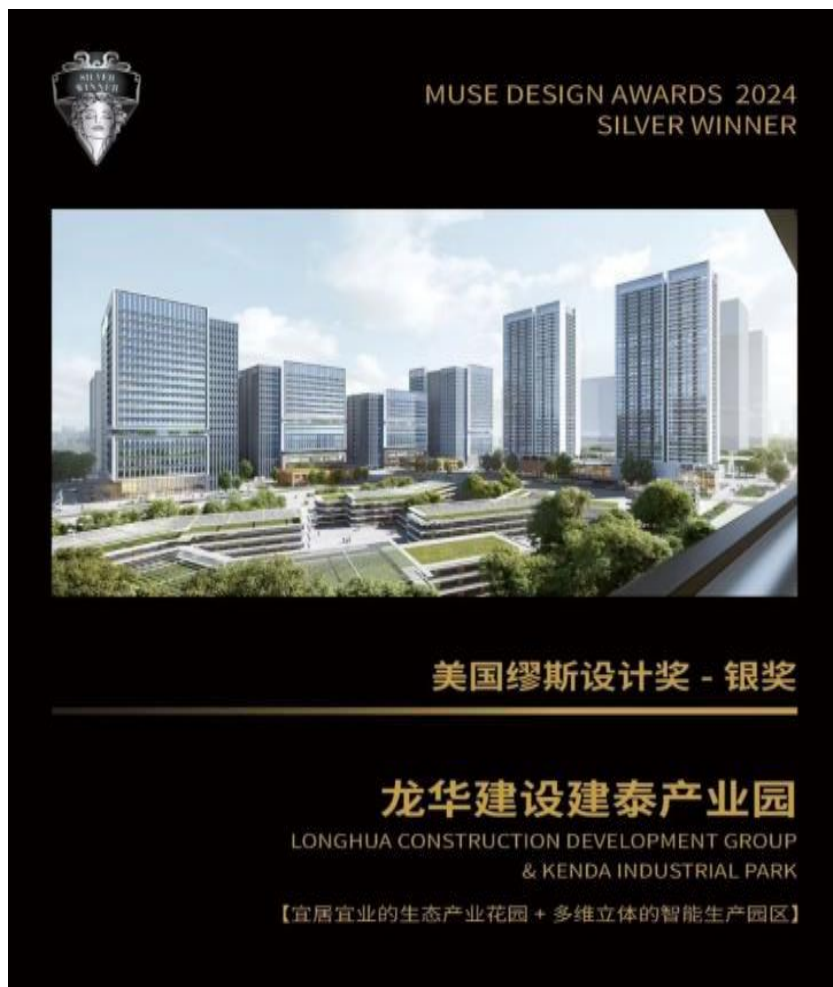 SILVER
WINNER
MUSE DESIGN AWARDS 2024
SILVER WINNER
美国缪斯设计奖 - 银奖
龙华建设建泰产业园
LONGHUA CONSTRUCTION DEVELOPMENT GROUP
& KENDA INDUSTRIAL PARK
【宜居宜业的生态产业花园 + 多维立体的智能生产园区】